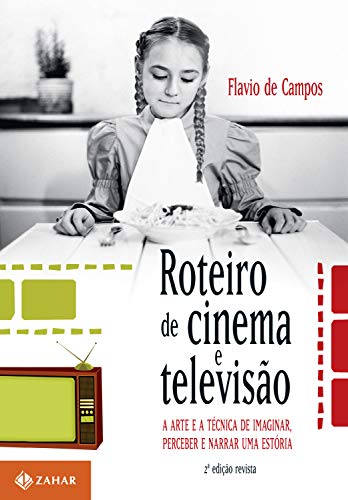 Flavio de Campos
Roteiro
de cinema
e
televisão
A ARTE E A TÉCNICA DE IMAGINAR,
PERCEBER E NARRAR UMA ESTÓRIA
2ª edição revista
ZAHAR